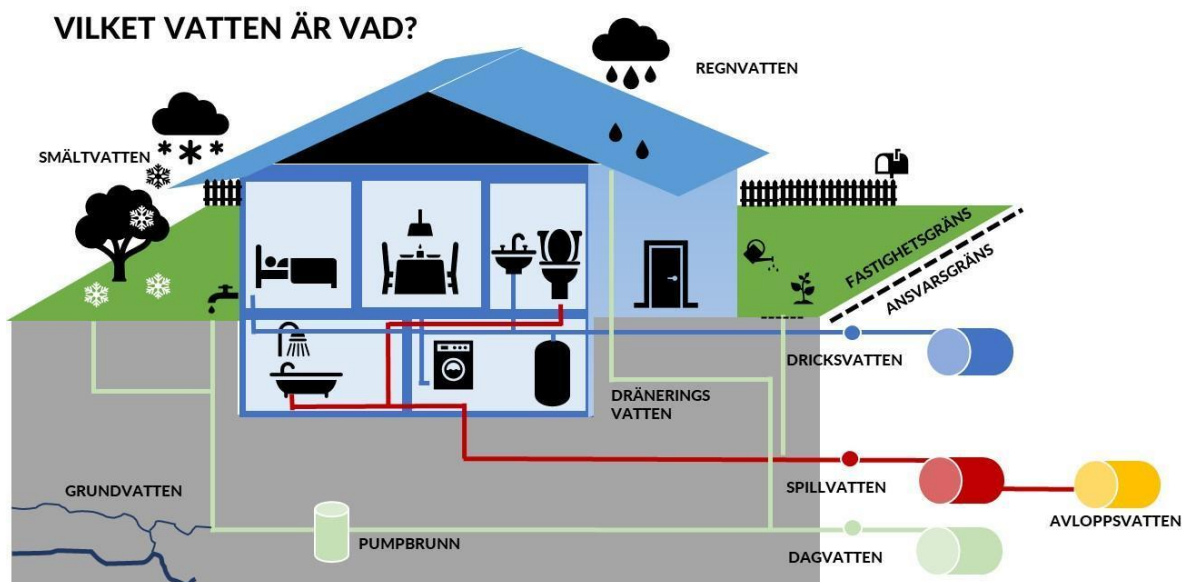 VILKET VATTEN ÄR VAD?
REGNVATTEN
SMÄLTVATTEN
FASTIGHETSGRÄNS
ANSVARSGRÄNS
DRICKSVATTEN
DRÄNERINGS
VATTEN
GRUNDVATTEN
SPILLVATTEN
AVLOPPSVATTEN
PUMPBRUNN
DAGVATTEN